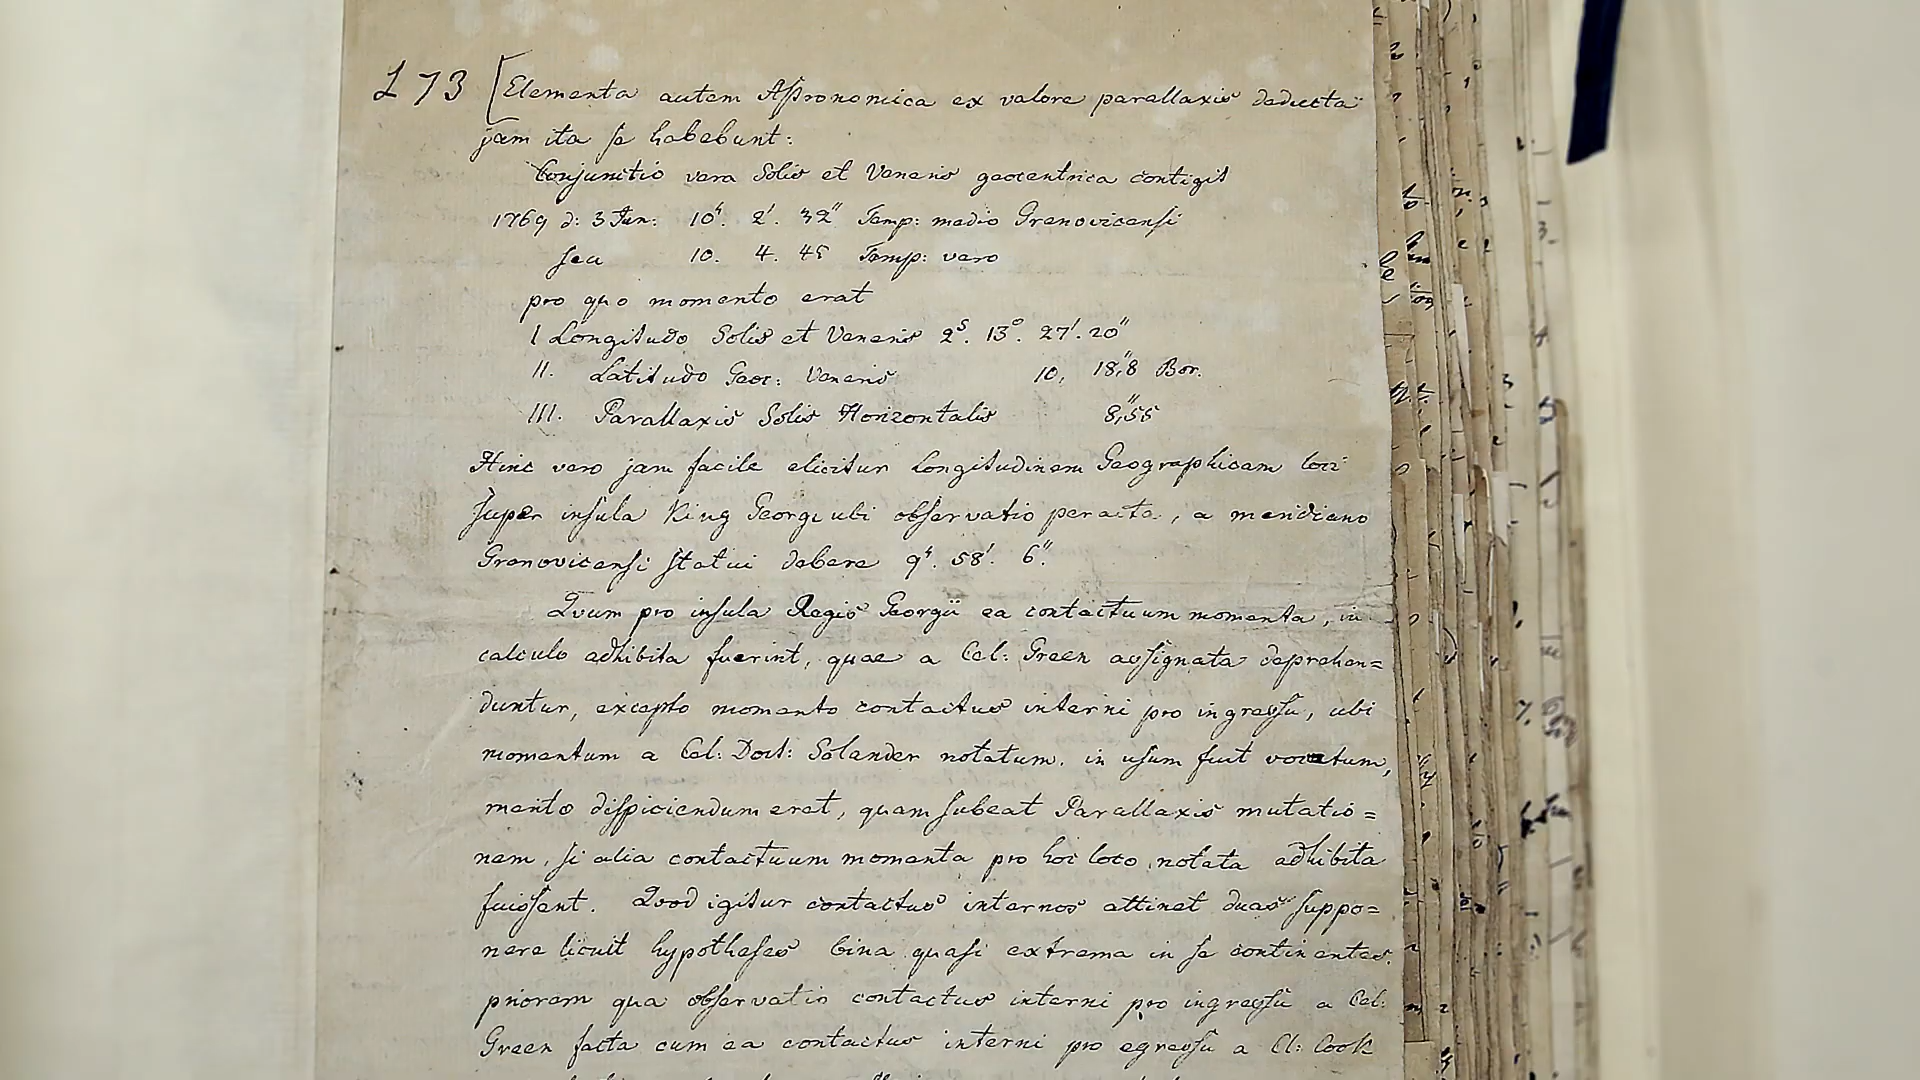 173 [Elementa autem Astronomica ex valore parallaxis deducta
jam ita se habebunt:
Conjunctio vera Solis et Veneris geocentrica contigit
1769 d: 3 Jun: 10h. 2'. 32" Temp: medio Grenovicensi
seu 10. 4. 45 Temp: vero
pro quo momento erat
I Longitudo Solis et Veneris 2s. 13°. 27'. 20"
II. Latitudo Geoc: Veneris 10, 18",8 Bor.
III. Parallaxis Solis Horizontalis 8",55
Hinc vero jam facile elicitur longitudinem Geographicam loci
super insula King Georg, ubi observatio peracta, a meridiano
Grenovicensi statui debere 9h. 58'. 6".
Qvum pro insula Regis Georgii ea contactuum momenta, in
calculo adhibita fuerint, quae a Cel: Green assignata deprehen=
duntur, excepto momento contactus interni pro ingressu, ubi
momentum a Cel: Doct: Solander notatum, in usum fuit vocatum,
merito dispiciendum erat, quam subeat Parallaxis mutatio=
nem, si alia contactuum momenta pro hoc loco notata adhibita
fuissent. Qvod igitur contactus internos attinet duas suppo=
nere licuit hypotheses bina quasi extrema in se continentes.
priorem qua observatio contactus interni pro ingressu a Cel:
Green facta cum ea contactus interni pro egressu a Cl: Cook